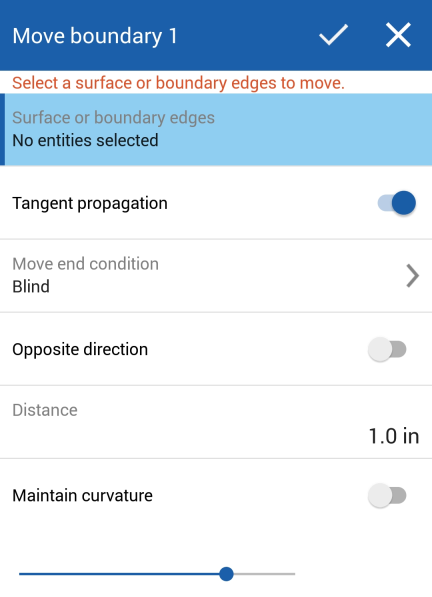 Move boundary 1
Select a surface or boundary edges to move.
Surface or boundary edges
No entities selected
Tangent propagation
Move end condition
Blind
Opposite direction
Distance
1.0 in
Maintain curvature